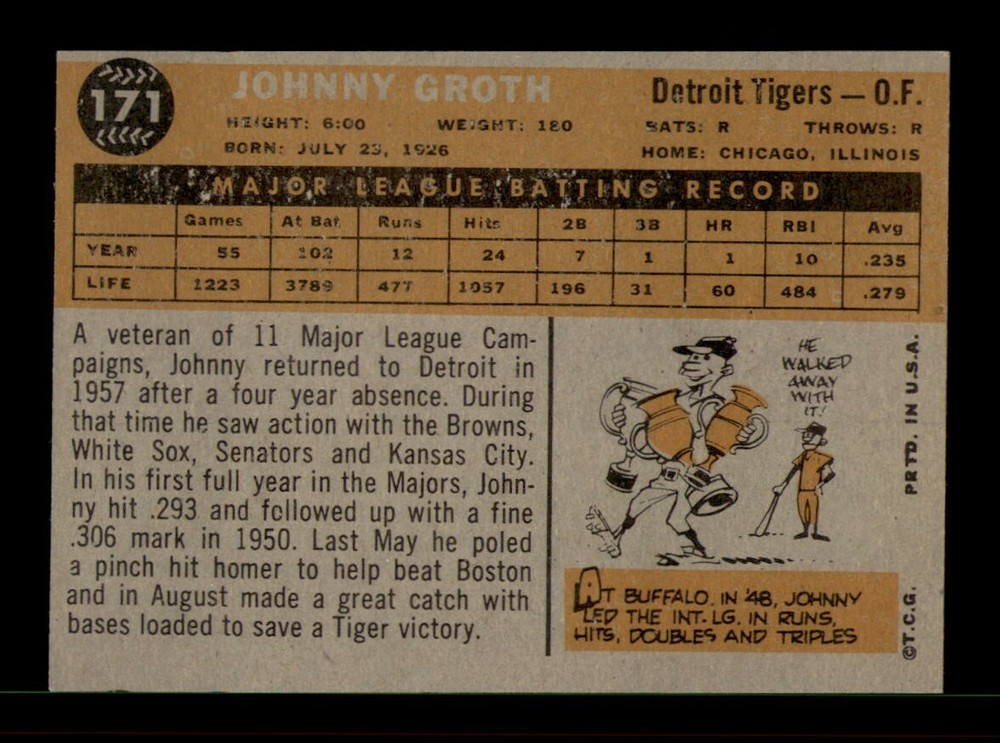 171
JOHNNY GROTH
Detroit Tigers — O.F.
HEIGHT: 6:00 WEIGHT: 180 BATS: R THROWS: R
BORN: JULY 23, 1926 HOME: CHICAGO, ILLINOIS
MAJOR LEAGUE BATTING RECORD
Games At Bat Runs Hits 2B 3B HR RBI Avg
YEAR 55 102 12 24 7 1 1 10 .235
LIFE 1223 3789 477 1057 196 31 60 484 .279
A veteran of 11 Major League Cam-
paigns, Johnny returned to Detroit in
1957 after a four year absence. During
that time he saw action with the Browns,
White Sox, Senators and Kansas City.
In his first full year in the Majors, John-
ny hit .293 and followed up with a fine
.306 mark in 1950. Last May he poled
a pinch hit homer to help beat Boston
and in August made a great catch with
bases loaded to save a Tiger victory.
HE
WALKED
AWAY
WITH
IT!
AT BUFFALO, IN '48, JOHNNY
LED THE INT. LG. IN RUNS,
HITS, DOUBLES AND TRIPLES
©T.C.G. PRTD. IN U.S.A.